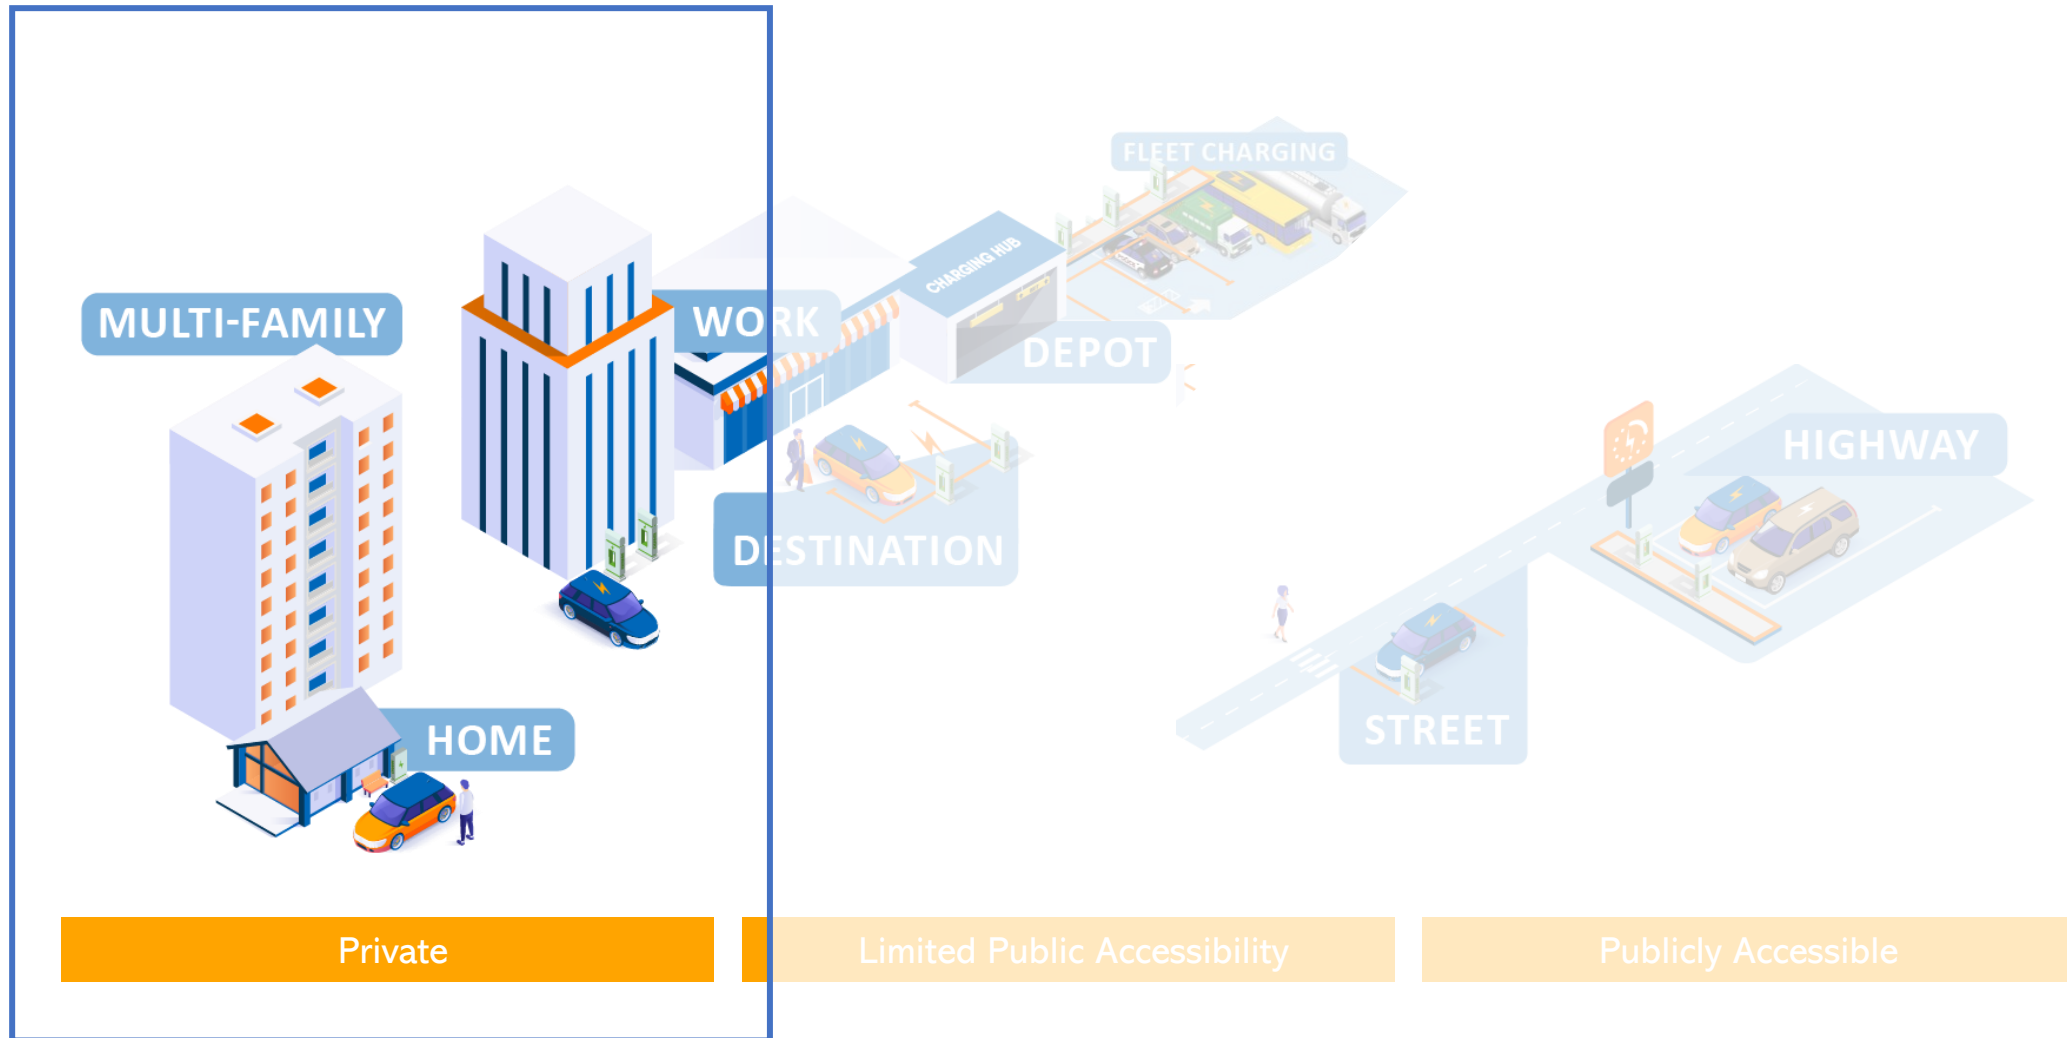 FLEET CHARGING
CHARGING HUB
MULTI-FAMILY
WORK
DEPOT
HIGHWAY
DESTINATION
STREET
HOME
Private
Limited Public Accessibility
Publicly Accessible